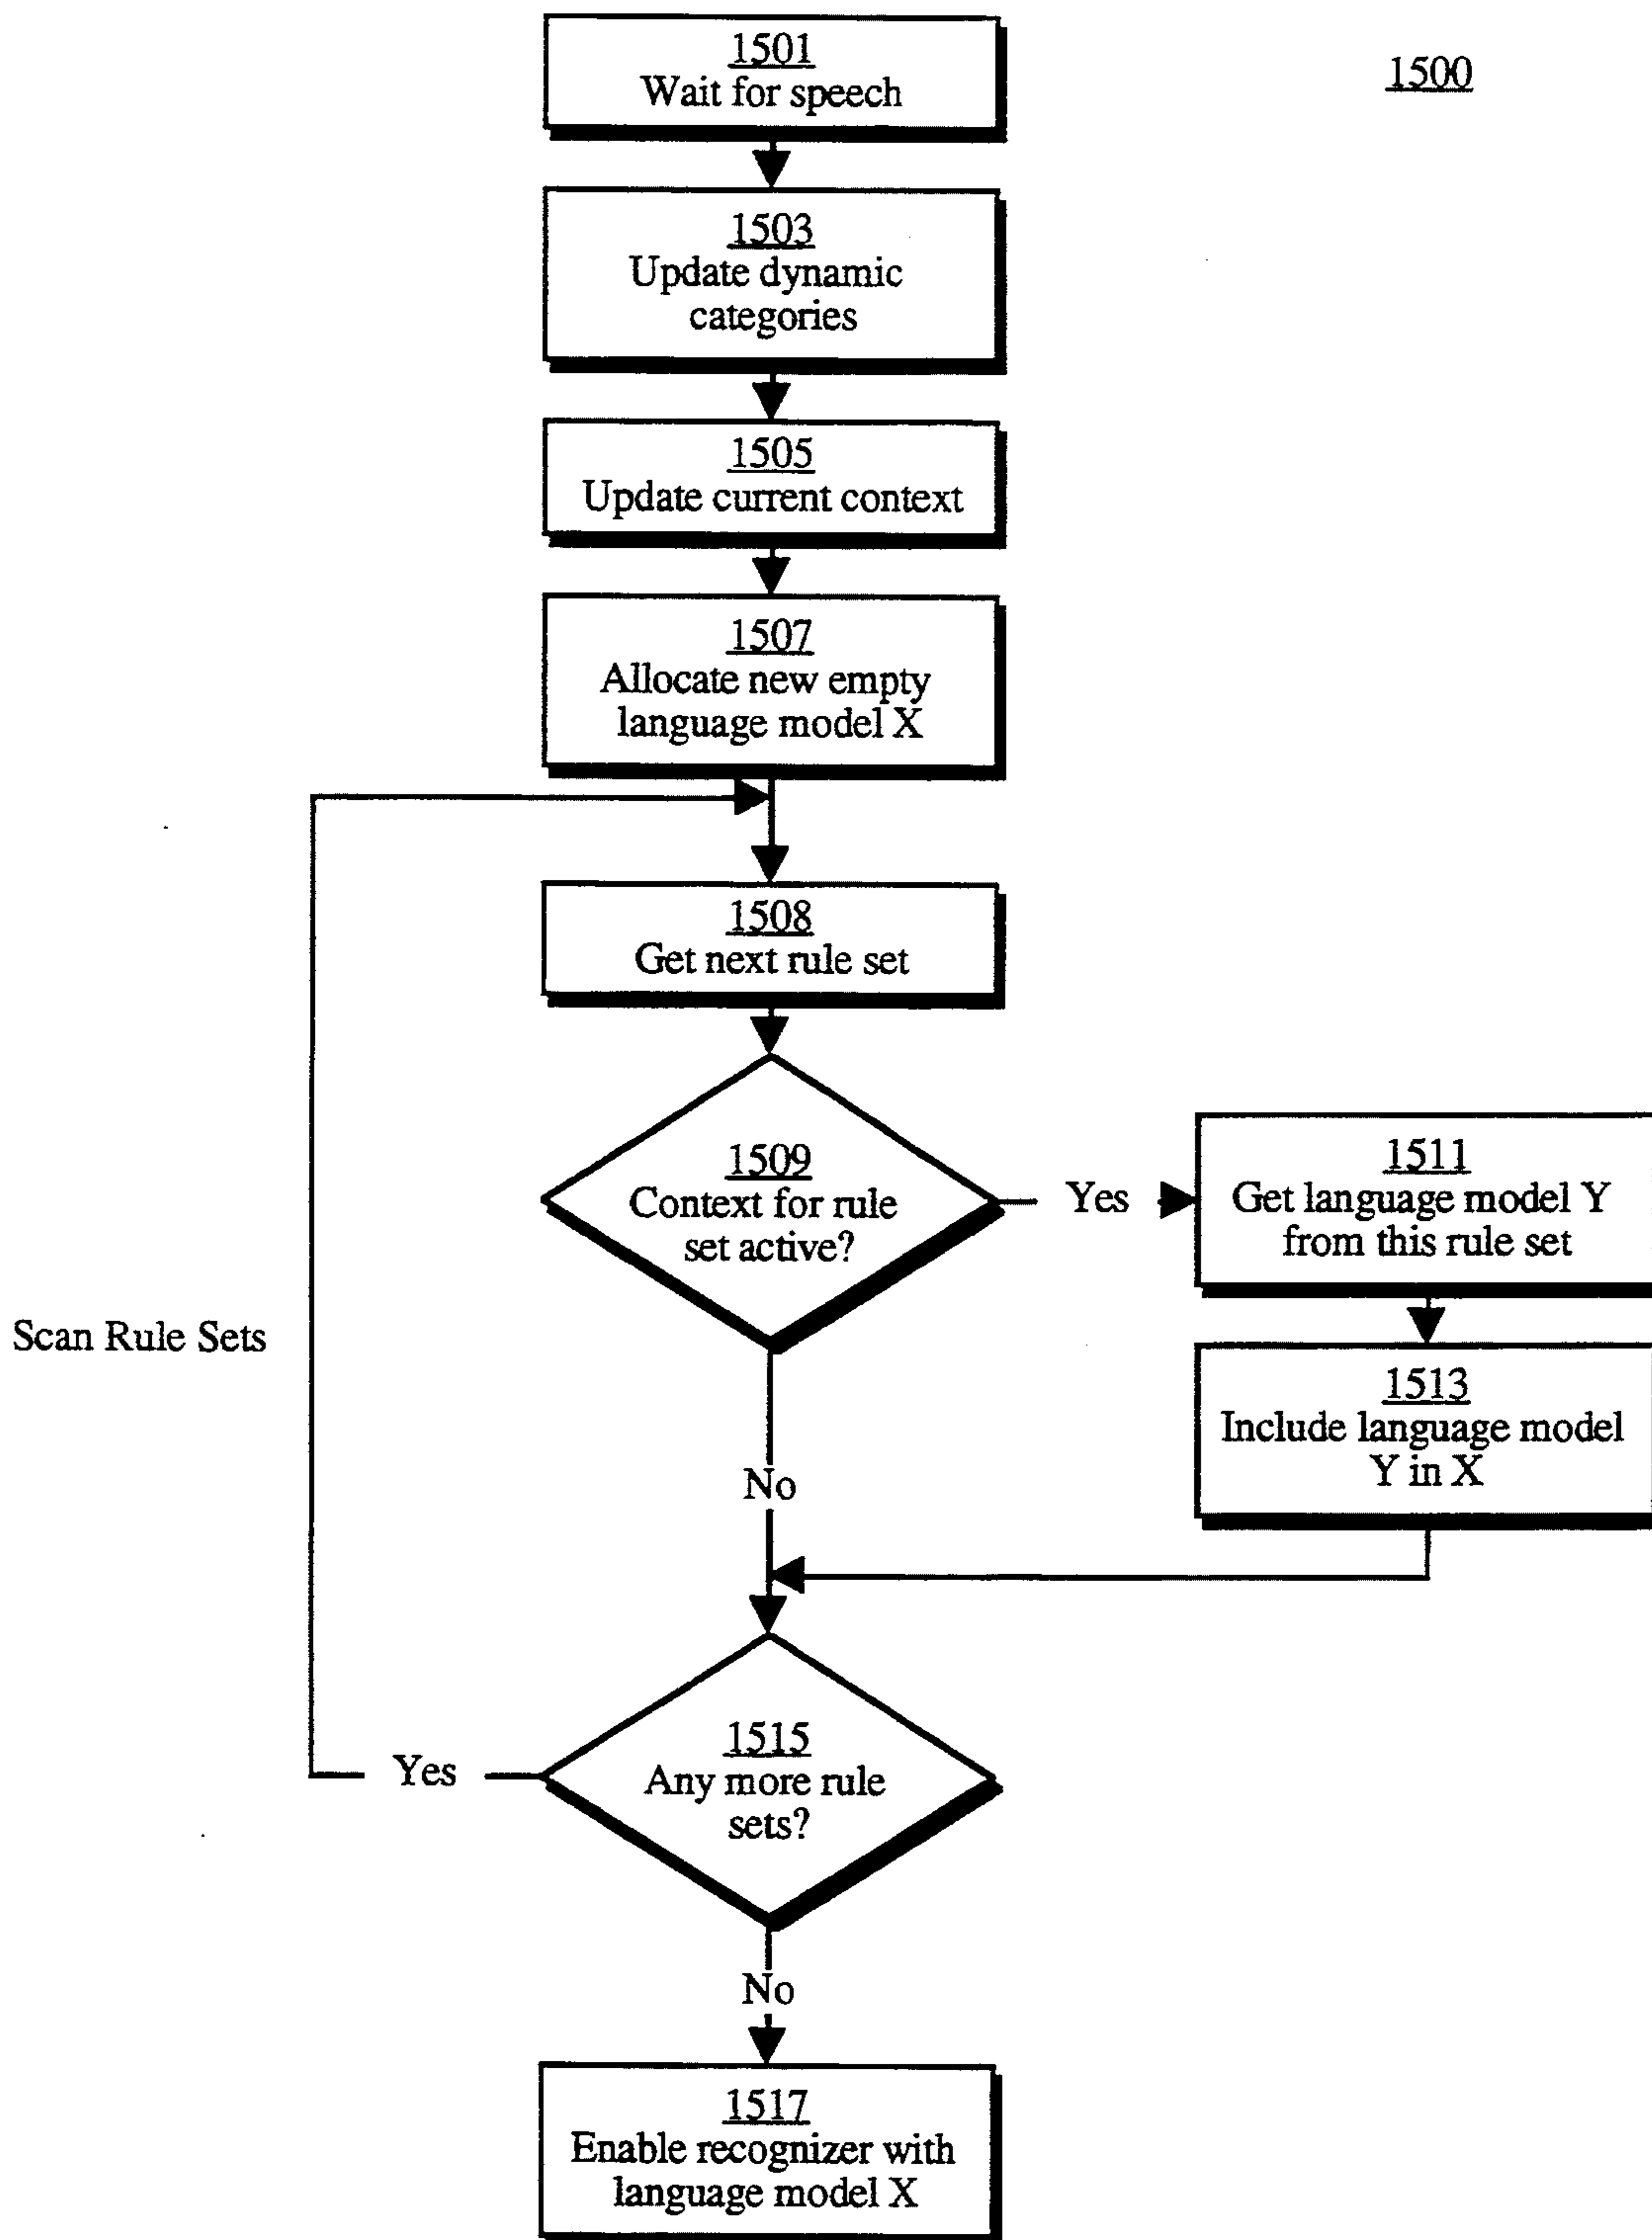 1501
Wait for speech
1500
1503
Update dynamic
categories
1505
Update current context
1507
Allocate new empty
language model X
1508
Get next rule set
1509
Context for rule
set active?
Yes
1511
Get language model Y
from this rule set
Scan Rule Sets
1513
Include language model
Y in X
No
1515
Any more rule
sets?
Yes
No
1517
Enable recognizer with
language model X